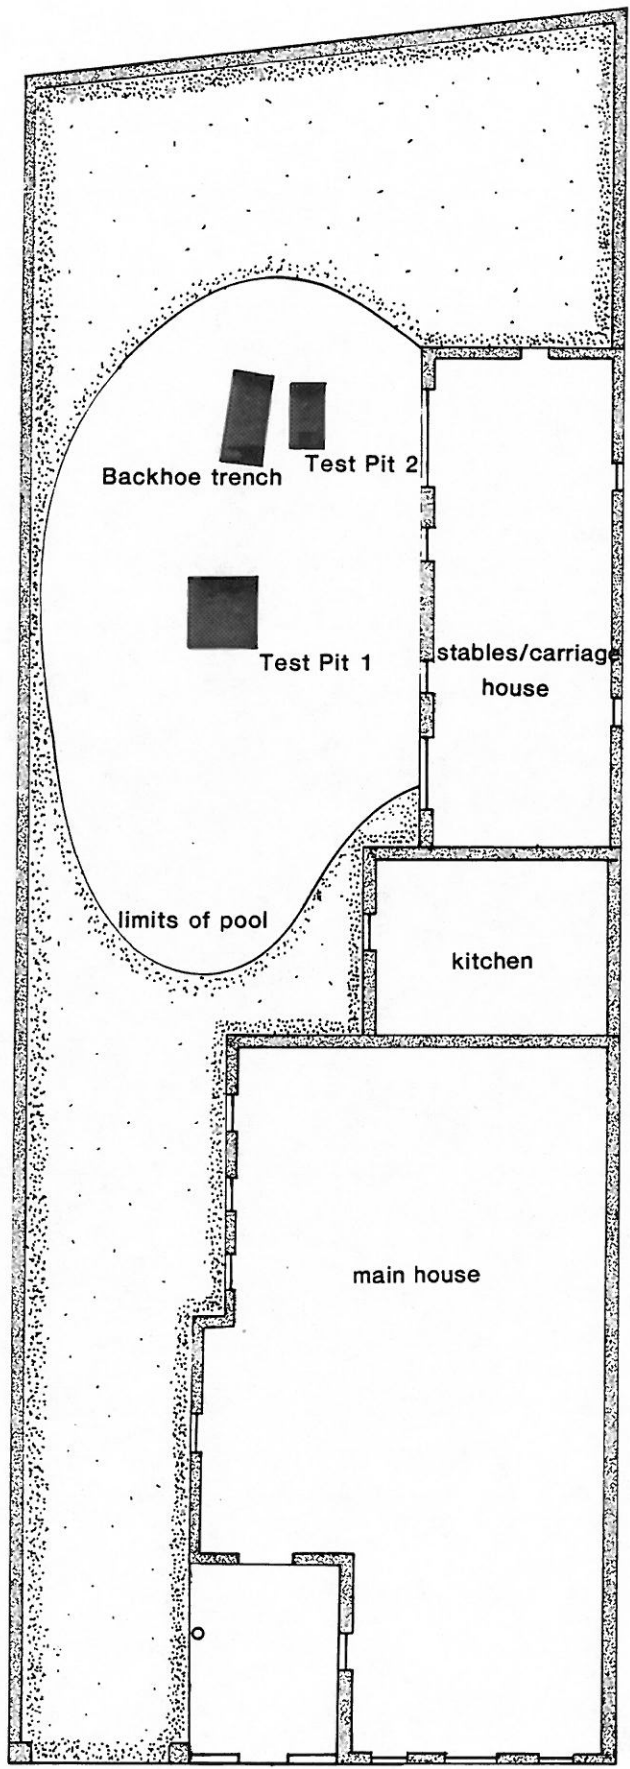 Backhoe trench
Test Pit 2
Test Pit 1
stables/carriage
house
limits of pool
kitchen
main house